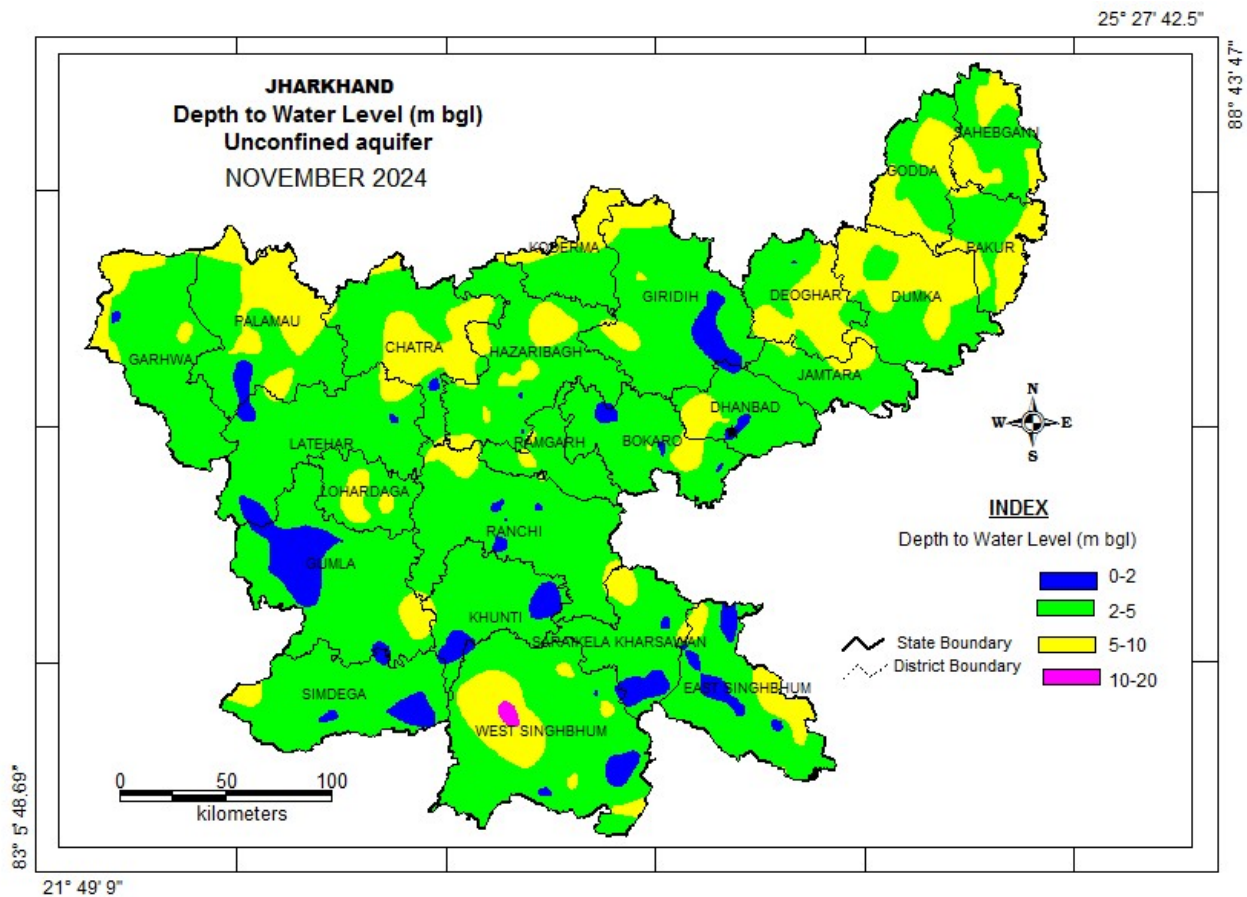 25° 27' 42.5"
88° 43' 47"
JHARKHAND
Depth to Water Level (m bgl)
Unconfined aquifer
NOVEMBER 2024
SAHEBGANJ
GODDA
PAKUR
KODERMA
GIRIDIH
DEOGHAR
DUMKA
PALAMAU
GARHWA
CHATRA
HAZARIBAGH
JAMTARA
DHANBAD
LATEHAR
RAMGARH
BOKARO
LOHARDAGA
RANCHI
GUMLA
KHUNTI
SARAIKELA KHARSAWAN
SIMDEGA
EAST SINGHBHUM
WEST SINGHBHUM
N
W
E
S
INDEX
Depth to Water Level (m bgl)
0-2
2-5
5-10
10-20
State Boundary
District Boundary
0 50 100
kilometers
83° 5' 48.69"
21° 49' 9"